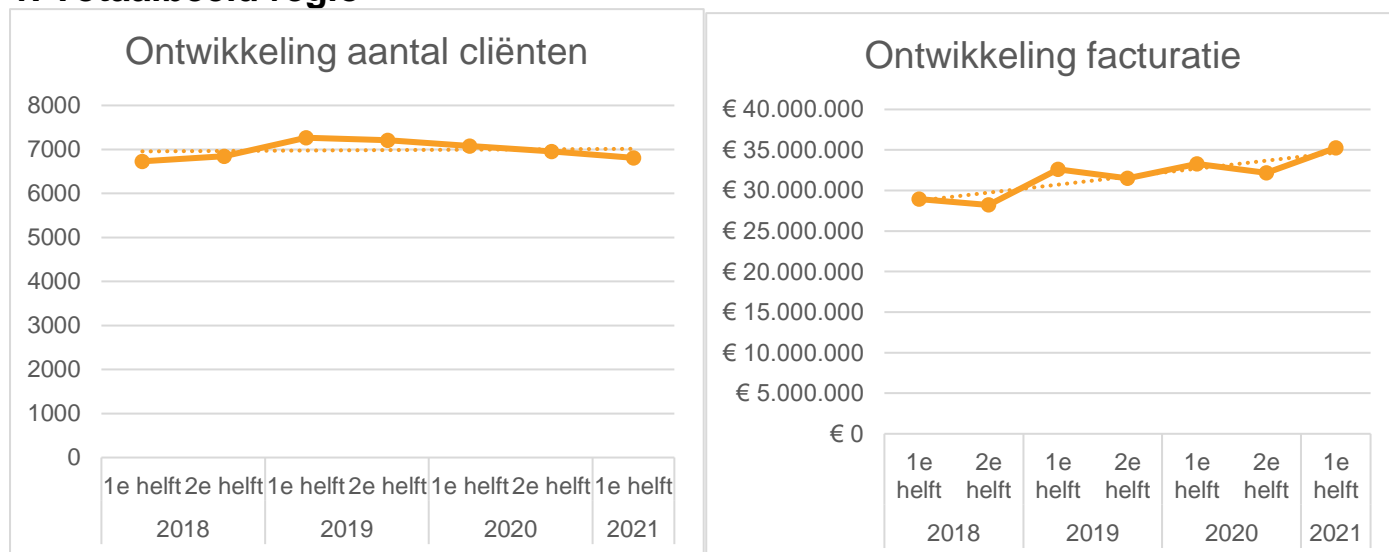 Ontwikkeling aantal cliënten
8000
7000
6000
5000
4000
3000
2000
1000
0
1e helft 2e helft 1e helft 2e helft 1e helft 2e helft 1e helft
2018 2019 2020 2021
Ontwikkeling facturatie
€ 40.000.000
€ 35.000.000
€ 30.000.000
€ 25.000.000
€ 20.000.000
€ 15.000.000
€ 10.000.000
€ 5.000.000
€ 0
1e 2e 1e 2e 1e 2e 1e
helft helft helft helft helft helft helft
2018 2019 2020 2021